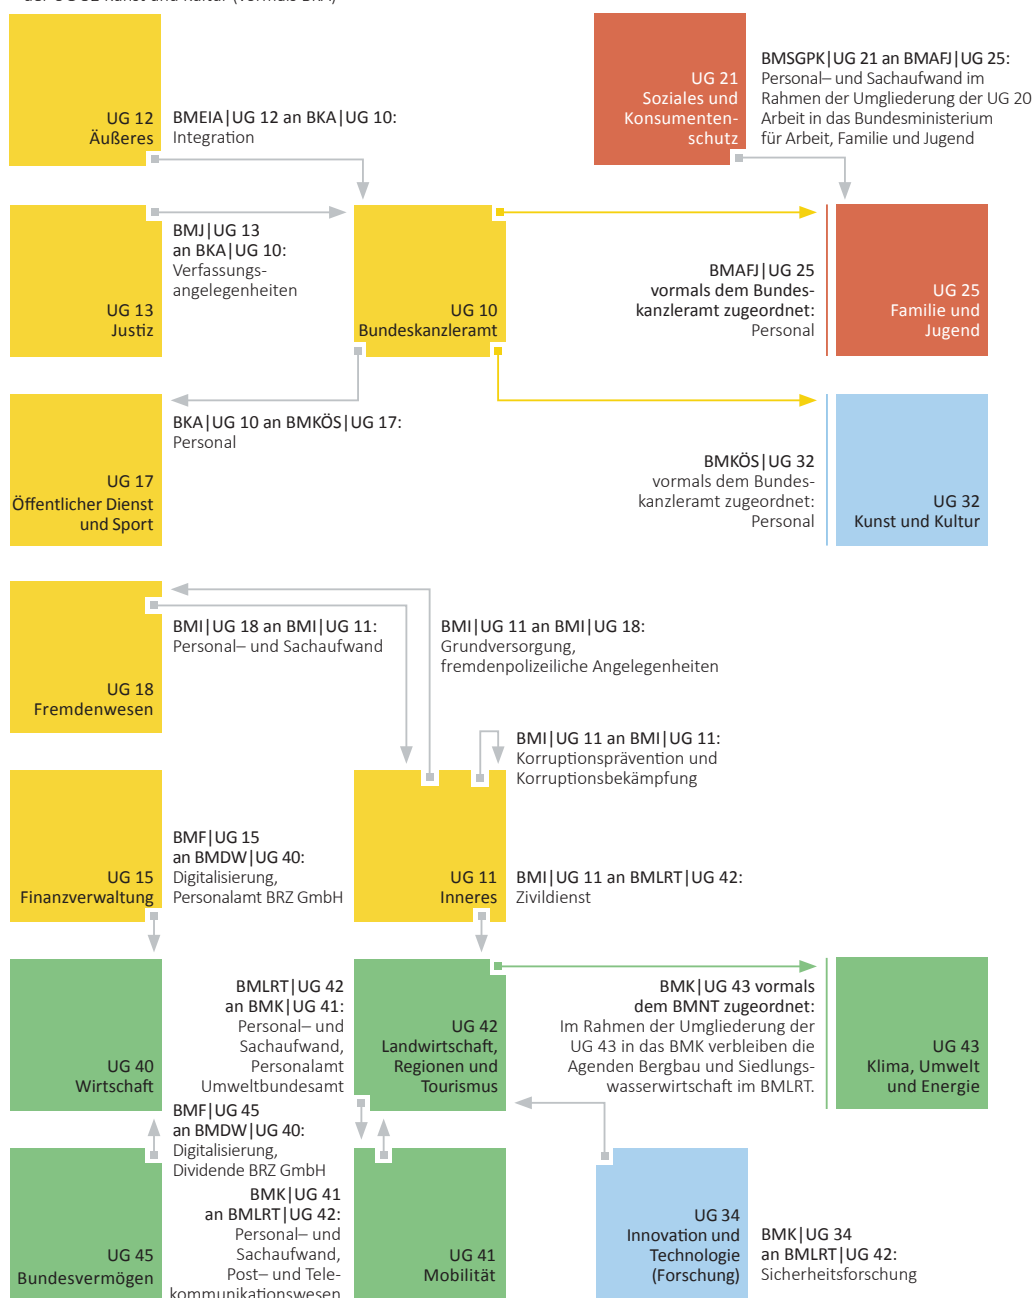 der UG 32 Kunst und Kultur (vormals BKA)
UG 12
Äußeres
BMEIA|UG 12 an BKA|UG 10:
Integration
UG 21
Soziales und
Konsumenten-
schutz
BMSGPK|UG 21 an BMAFJ|UG 25:
Personal– und Sachaufwand im
Rahmen der Umgliederung der UG 20
Arbeit in das Bundesministerium
für Arbeit, Familie und Jugend
UG 13
Justiz
BMJ|UG 13
an BKA|UG 10:
Verfassungs-
angelegenheiten
UG 10
Bundeskanzleramt
BMAFJ|UG 25
vormals dem Bundes-
kanzleramt zugeordnet:
Personal
UG 25
Familie und
Jugend
UG 17
Öffentlicher Dienst
und Sport
BKA|UG 10 an BMKÖS|UG 17:
Personal
BMKÖS|UG 32
vormals dem Bundes-
kanzleramt zugeordnet:
Personal
UG 32
Kunst und Kultur
UG 18
Fremdenwesen
BMI|UG 18 an BMI|UG 11:
Personal– und Sachaufwand
BMI|UG 11 an BMI|UG 18:
Grundversorgung,
fremdenpolizeiliche Angelegenheiten
BMI|UG 11 an BMI|UG 11:
Korruptionsprävention und
Korruptionsbekämpfung
UG 15
Finanzverwaltung
BMF|UG 15
an BMDW|UG 40:
Digitalisierung,
Personalamt BRZ GmbH
UG 11
Inneres
BMI|UG 11 an BMLRT|UG 42:
Zivildienst
UG 40
Wirtschaft
BMLRT|UG 42
an BMK|UG 41:
Personal– und
Sachaufwand,
Personalamt
Umweltbundesamt
UG 42
Landwirtschaft,
Regionen und
Tourismus
BMK|UG 43 vormals
dem BMNT zugeordnet:
Im Rahmen der Umgliederung der
UG 43 in das BMK verbleiben die
Agenden Bergbau und Siedlungs-
wasserwirtschaft im BMLRT.
UG 43
Klima, Umwelt
und Energie
BMF|UG 45
an BMDW|UG 40:
Digitalisierung,
Dividende BRZ GmbH
UG 45
Bundesvermögen
BMK|UG 41
an BMLRT|UG 42:
Personal– und
Sachaufwand,
Post– und Tele-
kommunikationswesen
UG 41
Mobilität
UG 34
Innovation und
Technologie
(Forschung)
BMK|UG 34
an BMLRT|UG 42:
Sicherheitsforschung